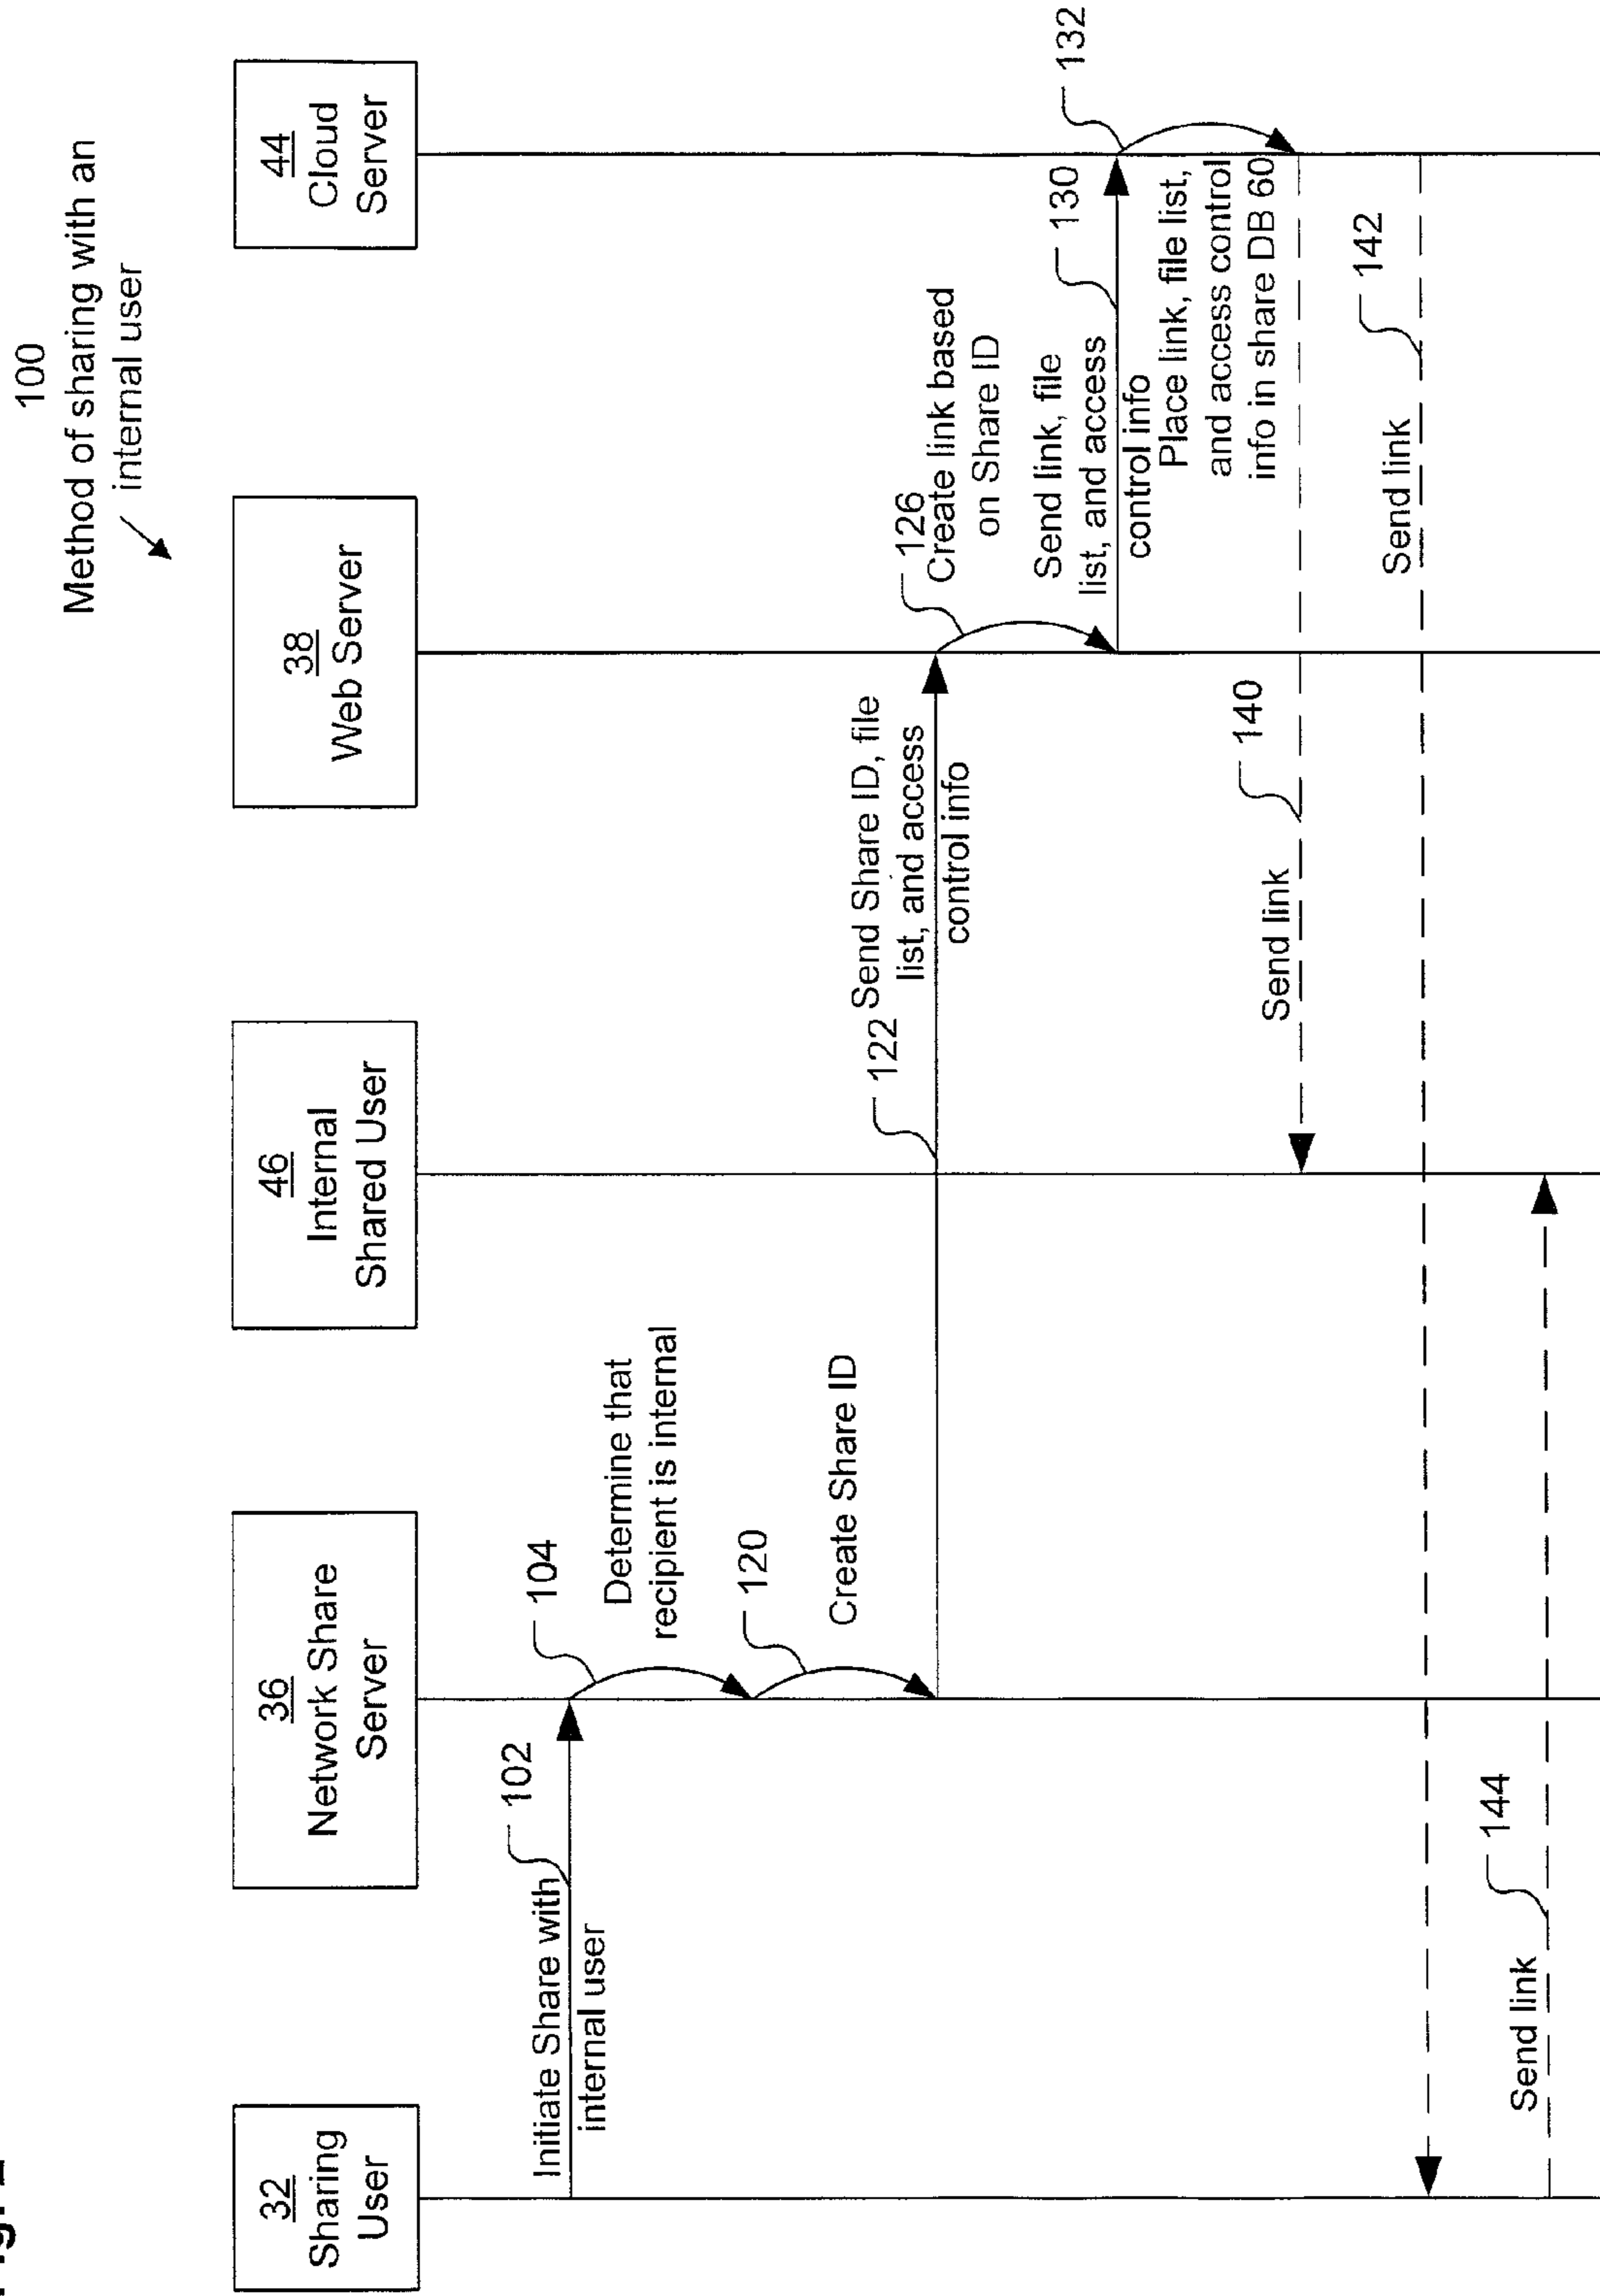 100
Method of sharing with an
internal user
32
Sharing
User
36
Network Share
Server
46
Internal
Shared User
38
Web Server
44
Cloud
Server
Initiate Share with
internal user
102
104
Determine that
recipient is internal
120
Create Share ID
122
Send Share ID, file
list, and access
control info
126
Create link based
on Share ID
Send link, file
list, and access
control info
130
132
Place link, file list,
and access control
info in share DB 60
Send link
140
Send link
142
Send link
144